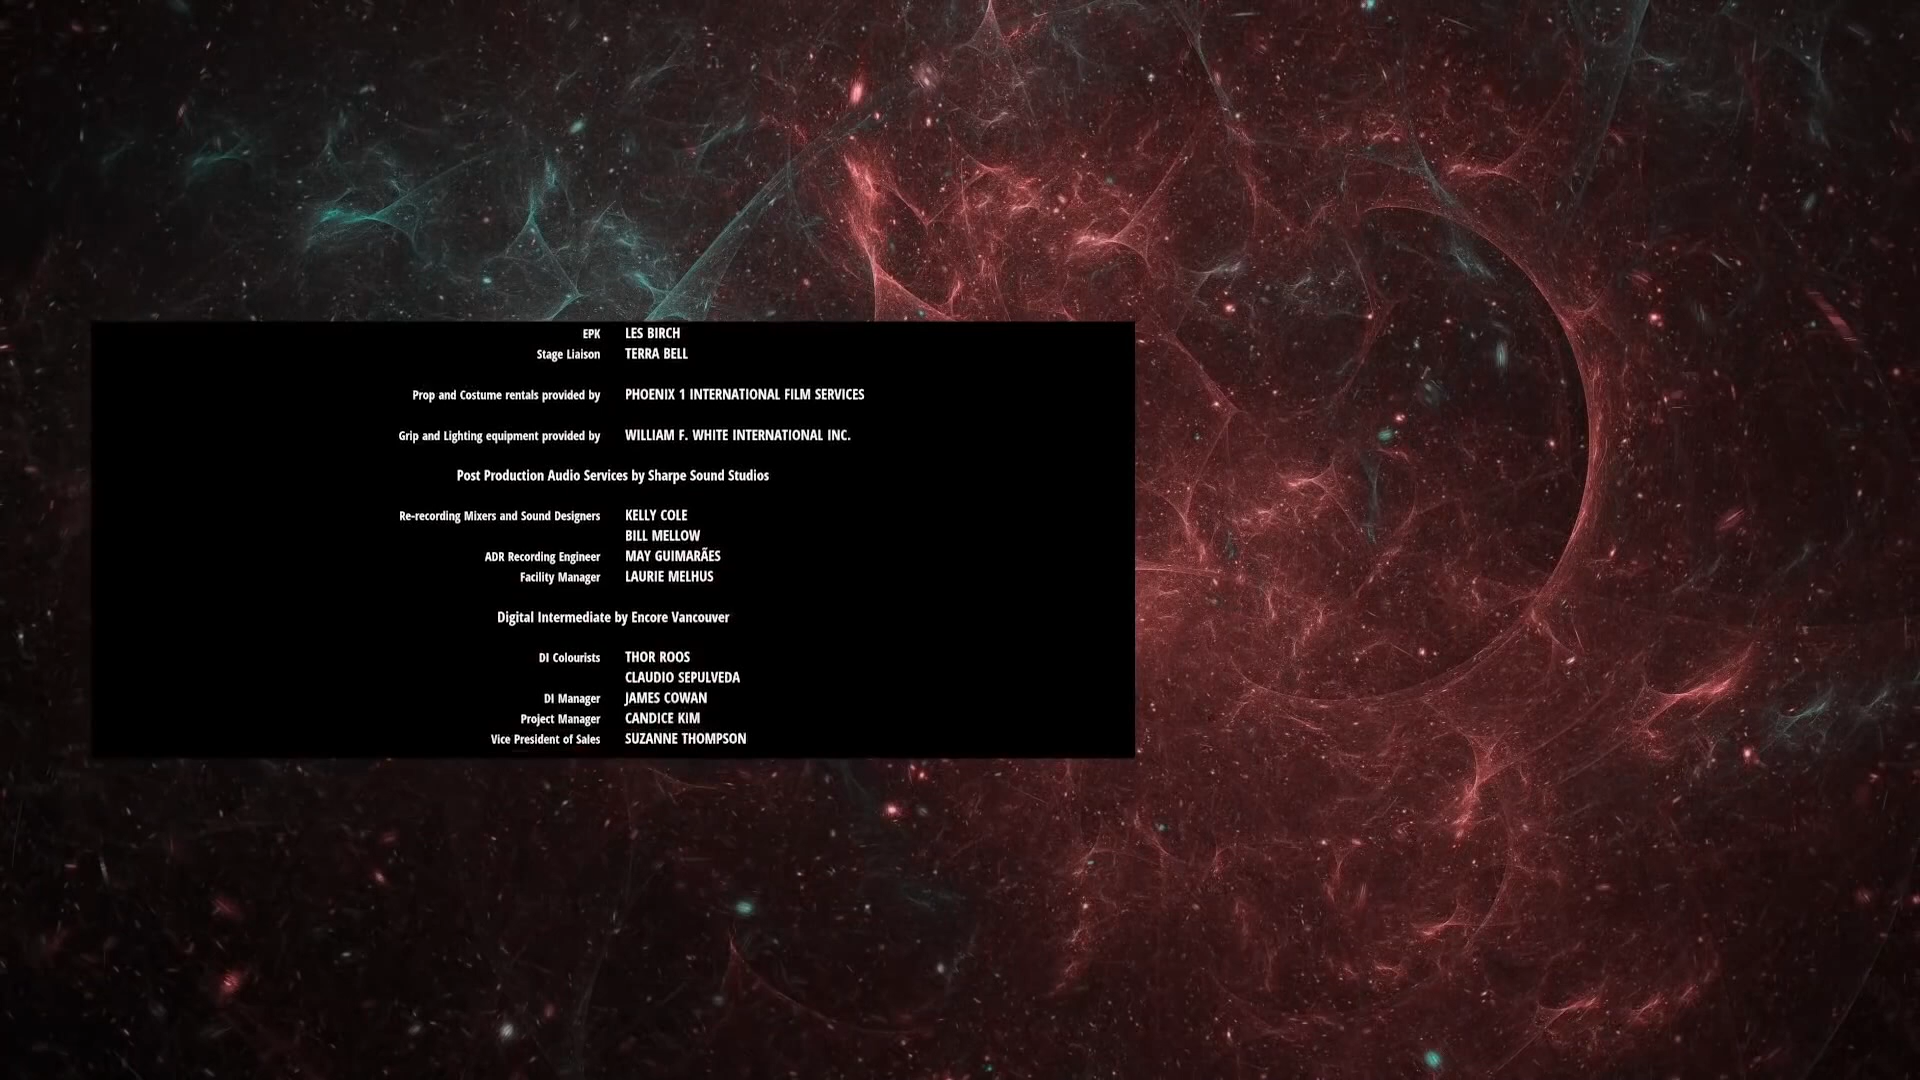 EPK LES BIRCH
Stage Liaison TERRA BELL
Prop and Costume rentals provided by PHOENIX 1 INTERNATIONAL FILM SERVICES
Grip and Lighting equipment provided by WILLIAM F. WHITE INTERNATIONAL INC.
Post Production Audio Services by Sharpe Sound Studios
Re-recording Mixers and Sound Designers KELLY COLE
BILL MELLOW
ADR Recording Engineer MAY GUIMARÃES
Facility Manager LAURIE MELHUS
Digital Intermediate by Encore Vancouver
DI Colourists THOR ROOS
CLAUDIO SEPULVEDA
DI Manager JAMES COWAN
Project Manager CANDICE KIM
Vice President of Sales SUZANNE THOMPSON